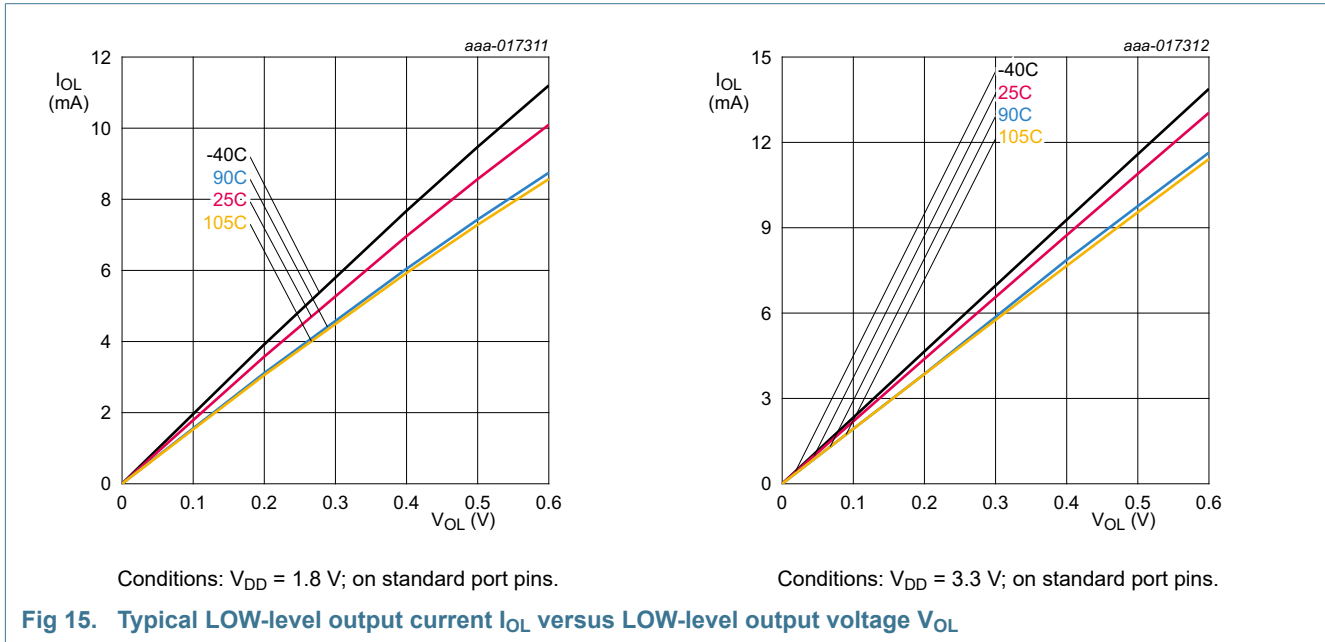 aaa-017311
12
I_OL
(mA)
10
-40C
8
90C
25C
105C
6
4
2
0
0 0.1 0.2 0.3 0.4 0.5 0.6
V_OL (V)
Conditions: V_DD = 1.8 V; on standard port pins.
aaa-017312
15
I_OL
(mA)
-40C
25C
90C
105C
12
9
6
3
0
0 0.1 0.2 0.3 0.4 0.5 0.6
V_OL (V)
Conditions: V_DD = 3.3 V; on standard port pins.
Fig 15. Typical LOW-level output current I_OL versus LOW-level output voltage V_OL